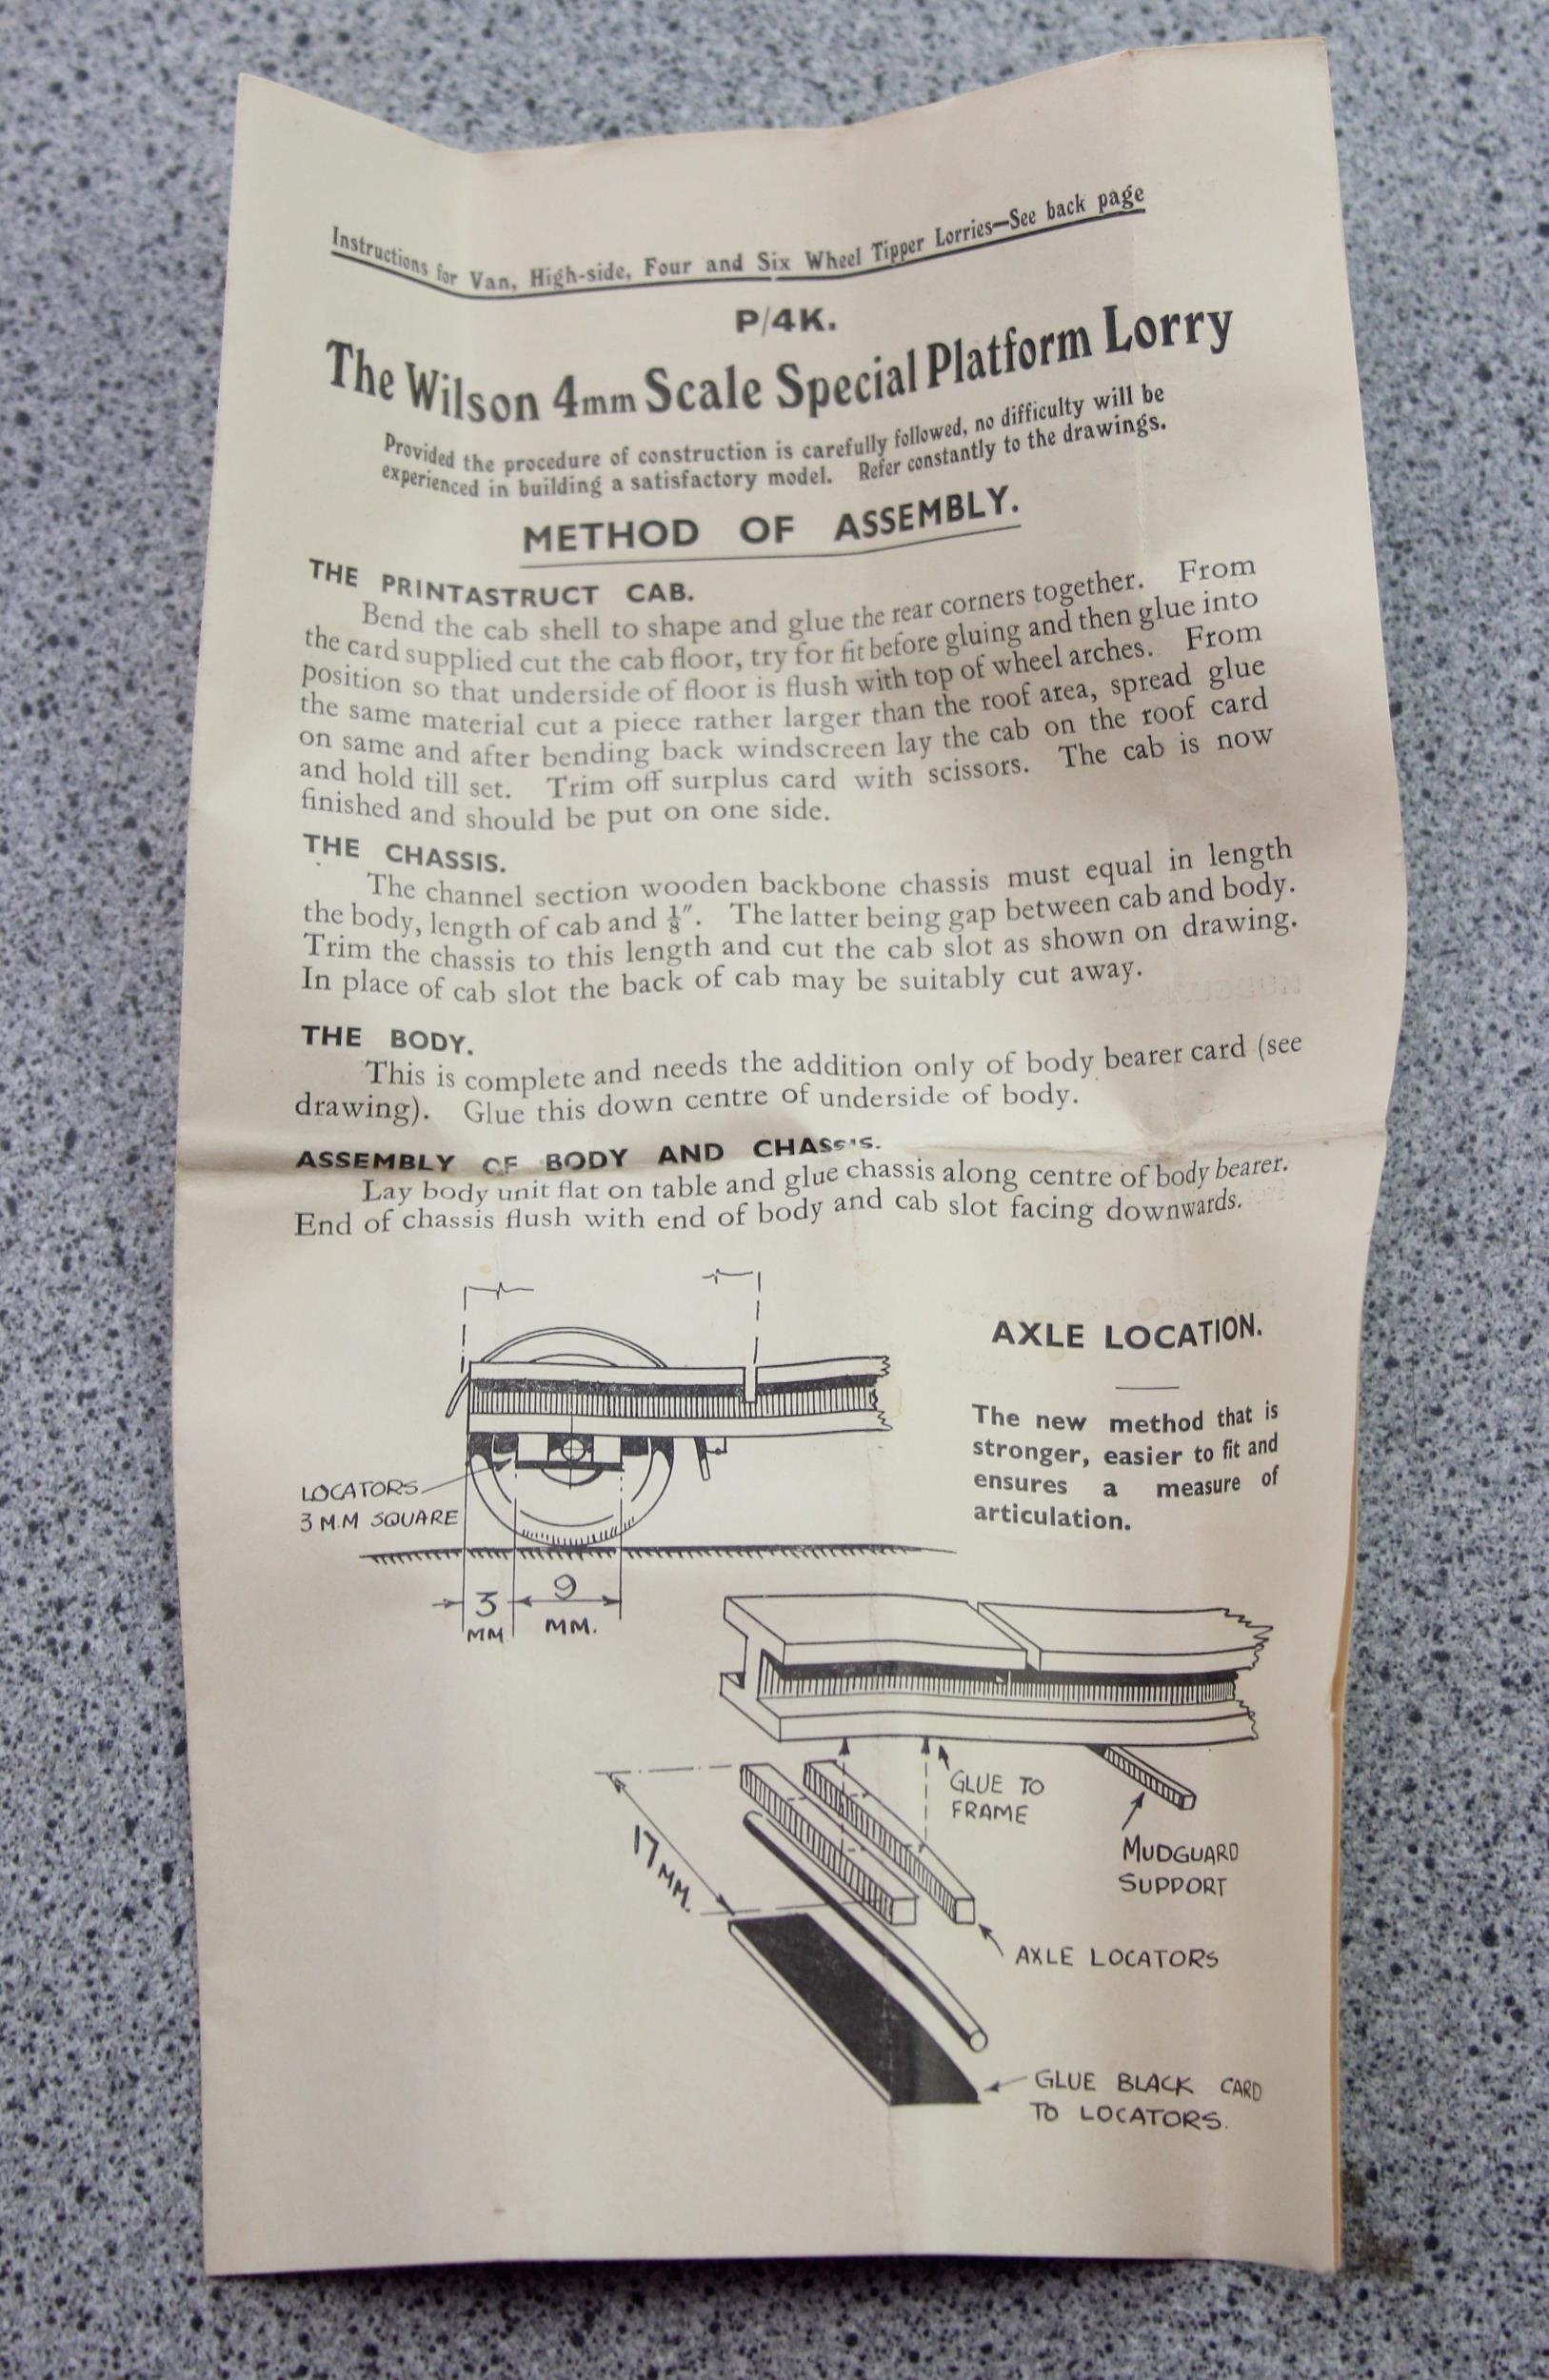 Instructions for Van, High-side, Four and Six Wheel Tipper Lorries—See back page
P/4K.
The Wilson 4mm Scale Special Platform Lorry
Provided the procedure of construction is carefully followed, no difficulty will be
experienced in building a satisfactory model. Refer constantly to the drawings.
METHOD OF ASSEMBLY.
THE PRINTASTRUCT CAB.
Bend the cab shell to shape and glue the rear corners together. From
the card supplied cut the cab floor, try for fit before gluing and then glue into
position so that underside of floor is flush with top of wheel arches. From
the same material cut a piece rather larger than the roof area, spread glue
on same and after bending back windscreen lay the cab on the roof card
and hold till set. Trim off surplus card with scissors. The cab is now
finished and should be put on one side.
THE CHASSIS.
The channel section wooden backbone chassis must equal in length
the body, length of cab and ⅛″. The latter being gap between cab and body.
Trim the chassis to this length and cut the cab slot as shown on drawing.
In place of cab slot the back of cab may be suitably cut away.
THE BODY.
This is complete and needs the addition only of body bearer card (see
drawing). Glue this down centre of underside of body.
ASSEMBLY OF BODY AND CHASSIS.
Lay body unit flat on table and glue chassis along centre of body bearer.
End of chassis flush with end of body and cab slot facing downwards.
AXLE LOCATION.
The new method that is
stronger, easier to fit and
ensures a measure of
articulation.
LOCATORS
3 M.M SQUARE
3 MM
9 MM.
GLUE TO
FRAME
MUDGUARD
SUPPORT
17 MM.
AXLE LOCATORS
GLUE BLACK CARD
TO LOCATORS.